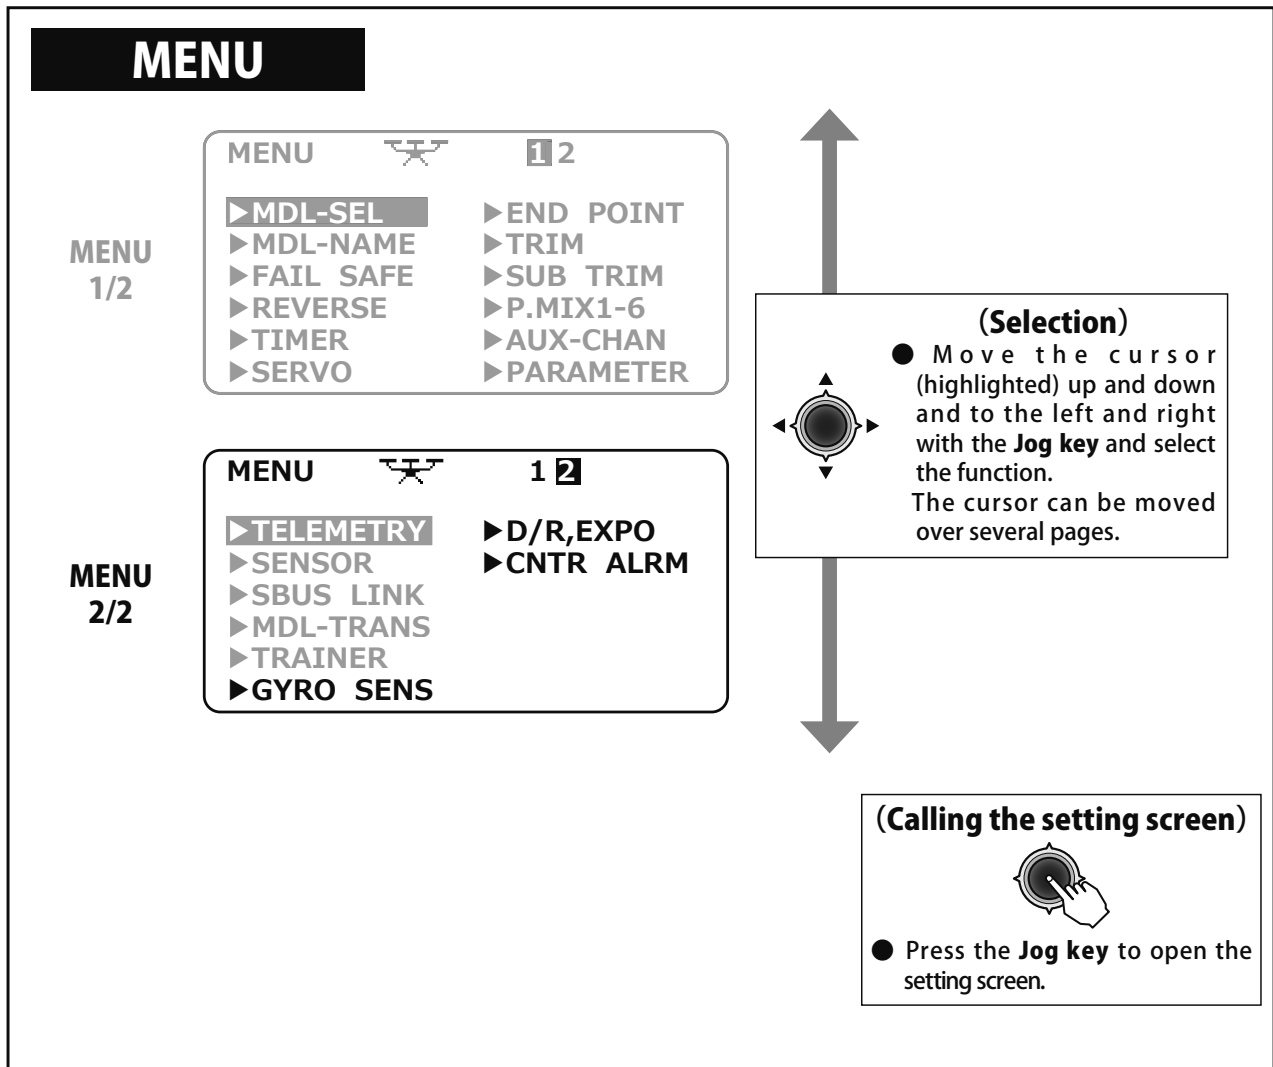 MENU
MENU 1 2
▶MDL-SEL ▶END POINT
▶MDL-NAME ▶TRIM
▶FAIL SAFE ▶SUB TRIM
▶REVERSE ▶P.MIX1-6
▶TIMER ▶AUX-CHAN
▶SERVO ▶PARAMETER
MENU
1/2
(Selection)
● Move the cursor
(highlighted) up and down
and to the left and right
with the Jog key and select
the function.
The cursor can be moved
over several pages.
MENU 1 2
▶TELEMETRY ▶D/R,EXPO
▶SENSOR ▶CNTR ALRM
▶SBUS LINK
▶MDL-TRANS
▶TRAINER
▶GYRO SENS
MENU
2/2
(Calling the setting screen)
● Press the Jog key to open the
setting screen.